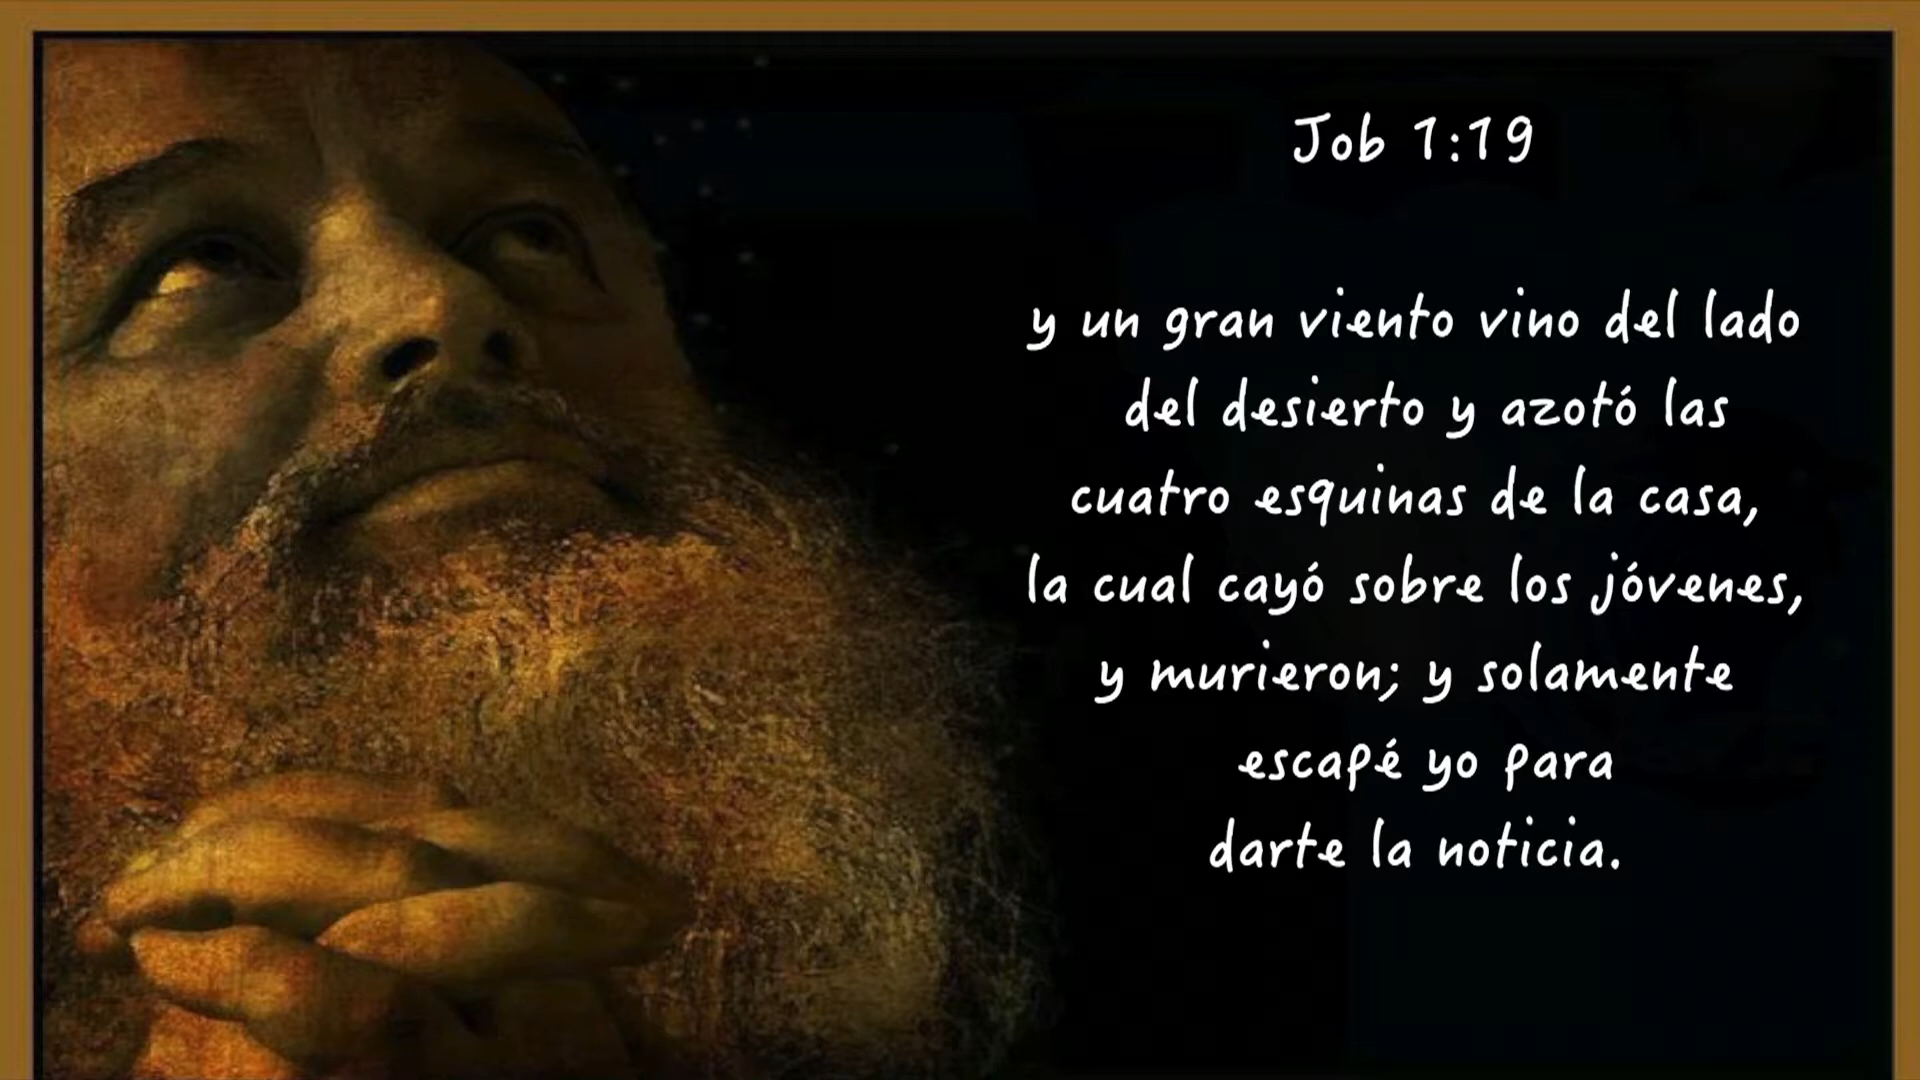 Job 1:19
y un gran viento vino del lado
del desierto y azotó las
cuatro esquinas de la casa,
la cual cayó sobre los jóvenes,
y murieron; y solamente
escapé yo para
darte la noticia.